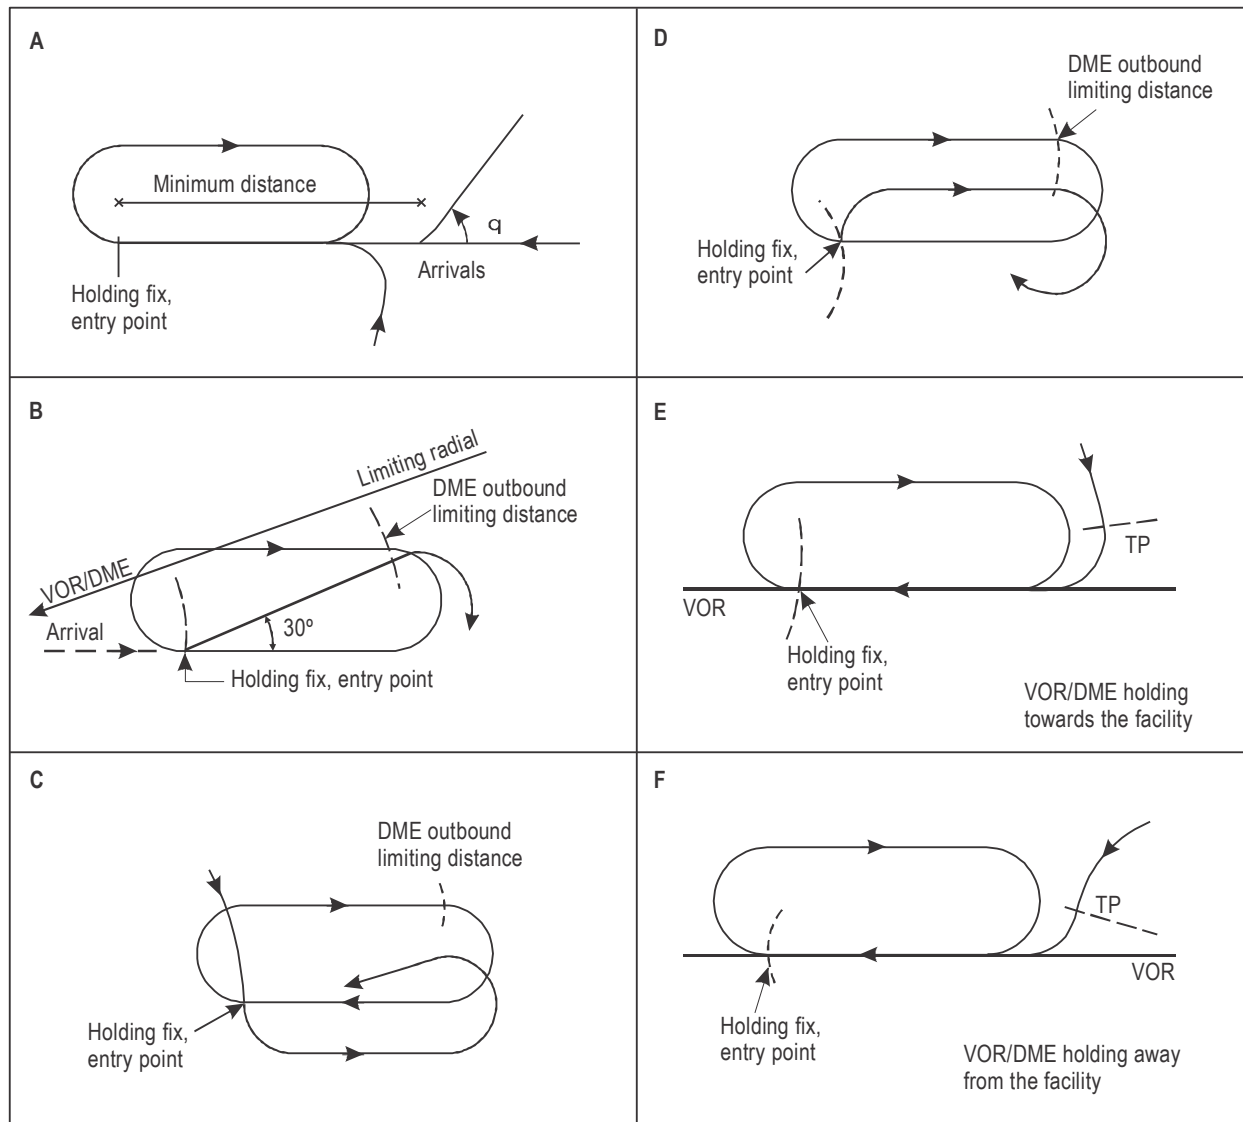 A
Minimum distance
q
Arrivals
Holding fix,
entry point
B
Limiting radial
DME outbound
limiting distance
VOR/DME
Arrival
30º
Holding fix, entry point
C
DME outbound
limiting distance
Holding fix,
entry point
D
DME outbound
limiting distance
Holding fix,
entry point
E
TP
VOR
Holding fix,
entry point
VOR/DME holding
towards the facility
F
TP
VOR
Holding fix,
entry point
VOR/DME holding away
from the facility